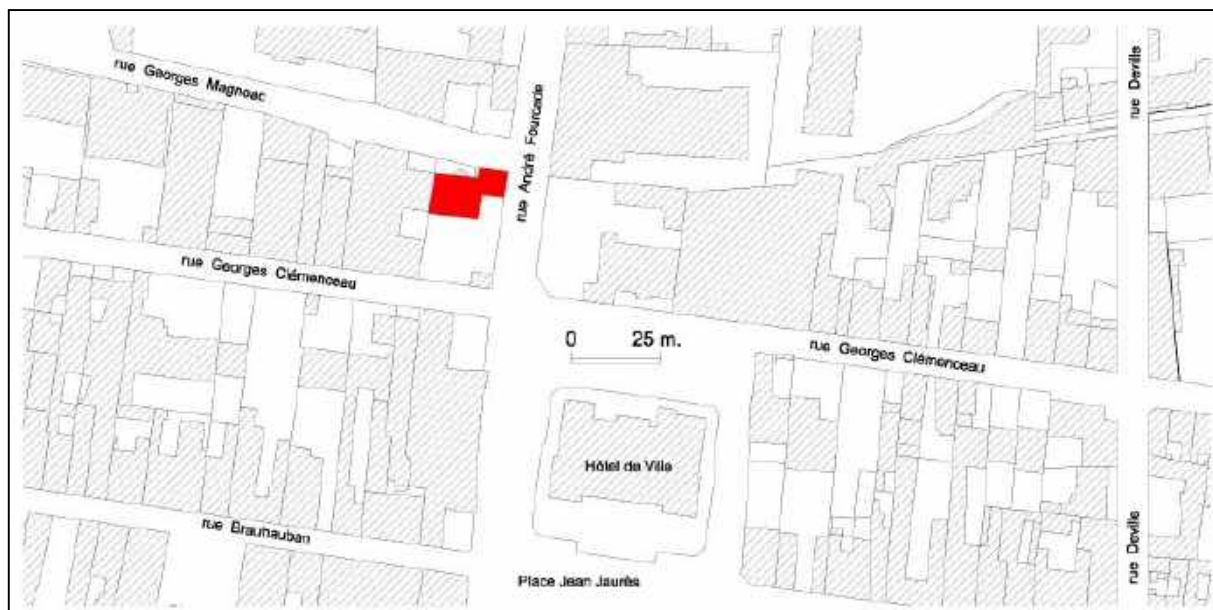 rue Georges Magnoac
rue André Fourcade
rue Deville
rue Georges Clémenceau
0 25 m.
rue Georges Clémenceau
Hôtel de Ville
rue Brauhauban
rue Deville
Place Jean Jaurès